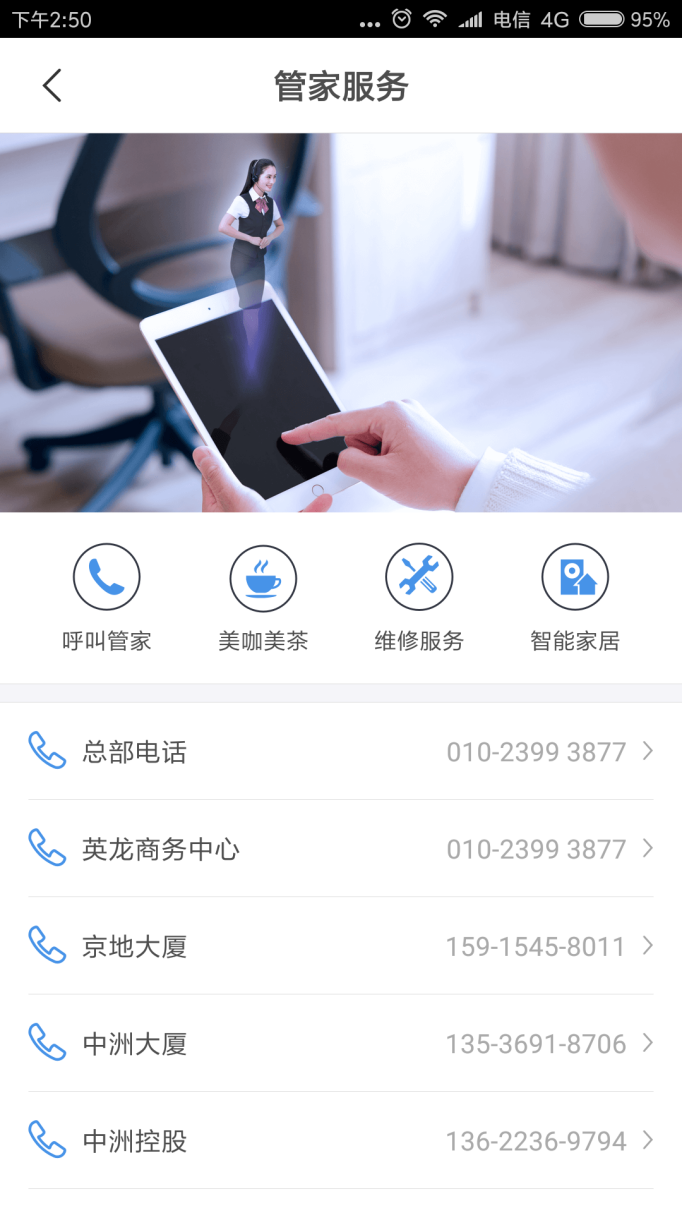 下午2:50 ... 电信 4G 95%
管家服务
呼叫管家 美咖美茶 维修服务 智能家居
总部电话 010-2399 3877
英龙商务中心 010-2399 3877
京地大厦 159-1545-8011
中洲大厦 135-3691-8706
中洲控股 136-2236-9794